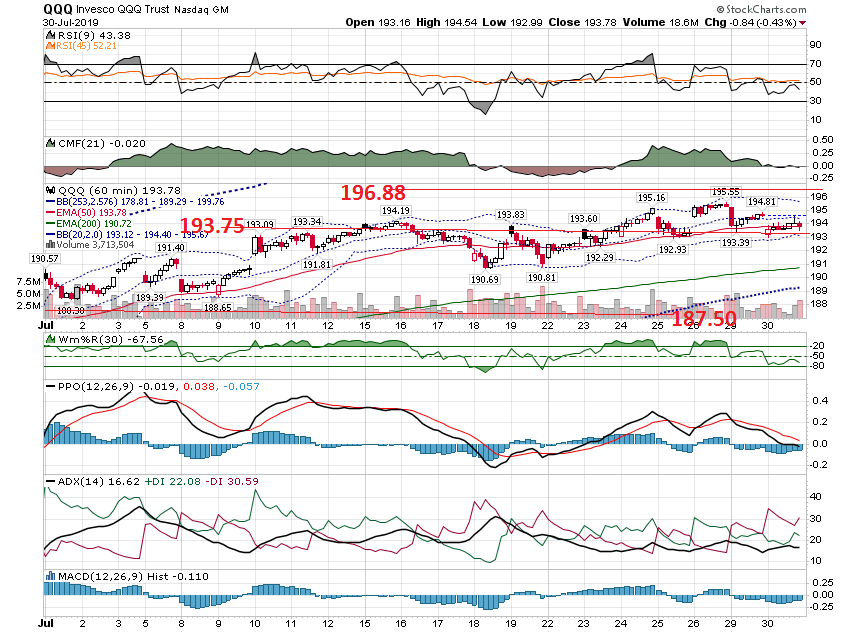 QQQ Invesco QQQ Trust Nasdaq GM
© StockCharts.com
30-Jul-2019
Open 193.16 High 194.54 Low 192.99 Close 193.78 Volume 18.6M Chg -0.84 (-0.43%)
RSI(9) 43.38
RSI(45) 52.21
90
70
50
30
10
CMF(21) -0.020
0.50
0.25
0.00
-0.25
QQQ (60 min) 193.78
BB(253,2.576) 178.81 - 189.29 - 199.76
EMA(50) 193.78
EMA(200) 190.72
BB(20,2.0) 193.12 - 194.40 - 195.67
Volume 3,713,504
196.88
193.75
187.50
190.57
188.30
189.39
191.40
188.65
193.09
191.81
193.34
194.19
190.69
193.83
190.81
193.60
192.29
195.16
192.93
195.55
193.39
194.81
196
195
194
193
192
191
190
189
188
7.5M
5.0M
2.5M
Jul 2 3 5 8 9 10 11 12 15 16 17 18 19 22 23 24 25 26 29 30
Wm%R(30) -67.56
-20
-50
-80
PPO(12,26,9) -0.019, 0.038, -0.057
0.4
0.2
0.0
-0.2
ADX(14) 16.62 +DI 22.08 -DI 30.59
40
30
20
10
MACD(12,26,9) Hist -0.110
0.25
0.00
-0.25
Jul 2 3 5 8 9 10 11 12 15 16 17 18 19 22 23 24 25 26 29 30